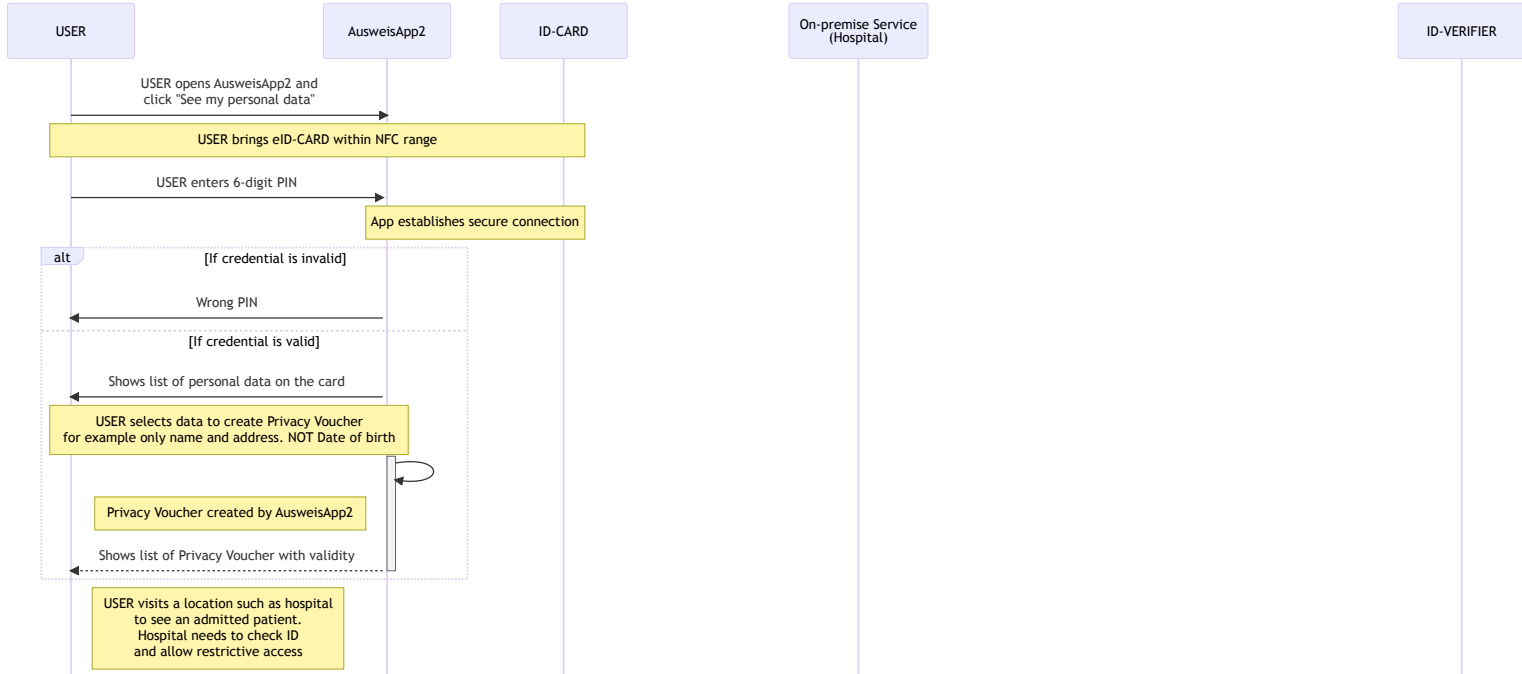 USER
AusweisApp2
ID-CARD
On-premise Service
(Hospital)
ID-VERIFIER
USER opens AusweisApp2 and
click "See my personal data"
USER brings eID-CARD within NFC range
USER enters 6-digit PIN
App establishes secure connection
alt
[If credential is invalid]
Wrong PIN
[If credential is valid]
Shows list of personal data on the card
USER selects data to create Privacy Voucher
for example only name and address. NOT Date of birth
Privacy Voucher created by AusweisApp2
Shows list of Privacy Voucher with validity
USER visits a location such as hospital
to see an admitted patient.
Hospital needs to check ID
and allow restrictive access